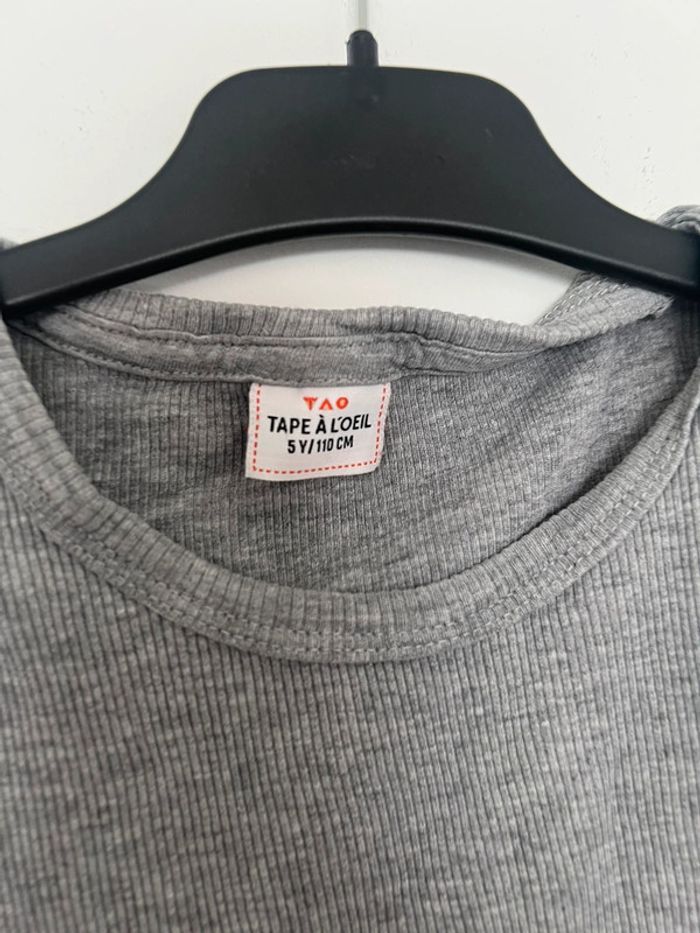 TAO
TAPE À L'OEIL
5 Y/110 CM